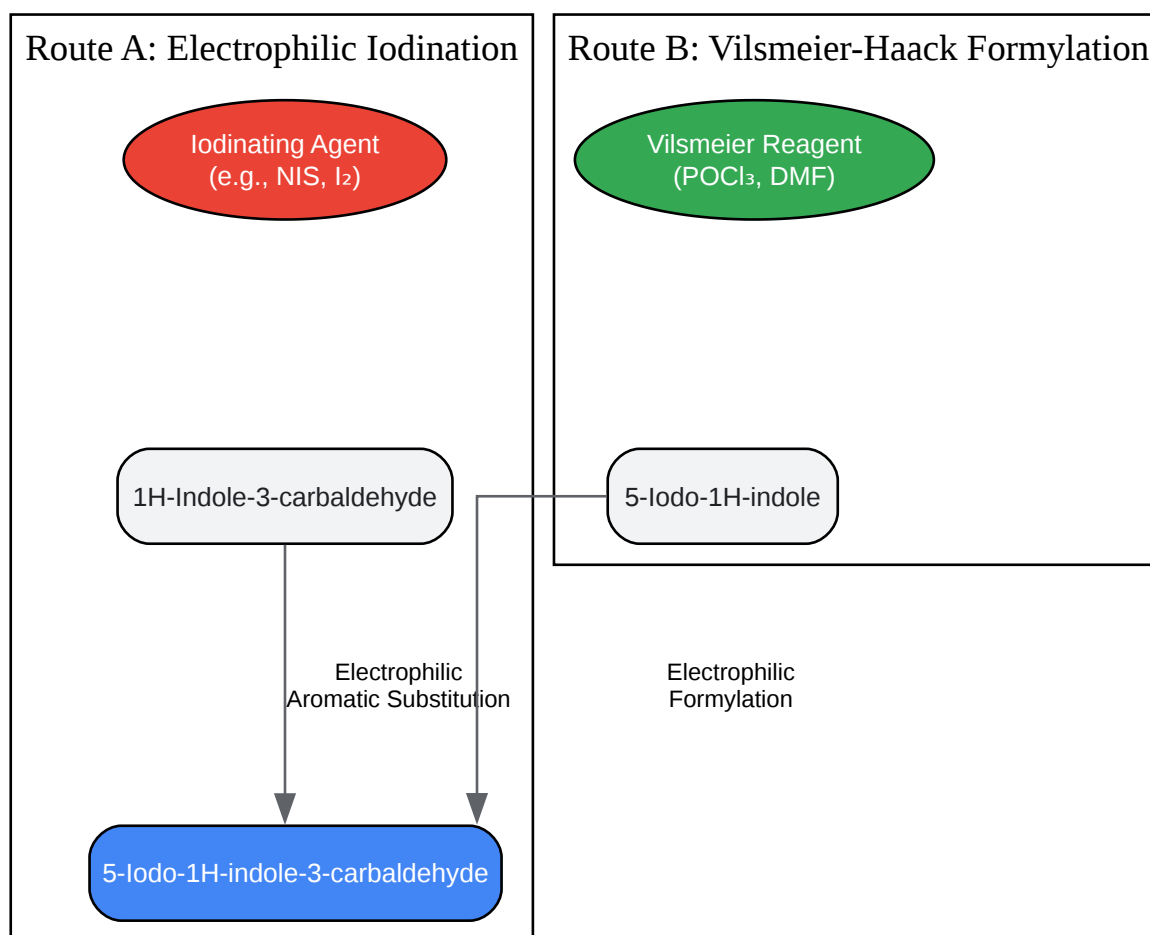 Route A: Electrophilic Iodination
Iodinating Agent
(e.g., NIS, I₂)
1H-Indole-3-carbaldehyde
Electrophilic
Aromatic Substitution
5-Iodo-1H-indole-3-carbaldehyde
Route B: Vilsmeier-Haack Formylation
Vilsmeier Reagent
(POCl₃, DMF)
5-Iodo-1H-indole
Electrophilic
Formylation